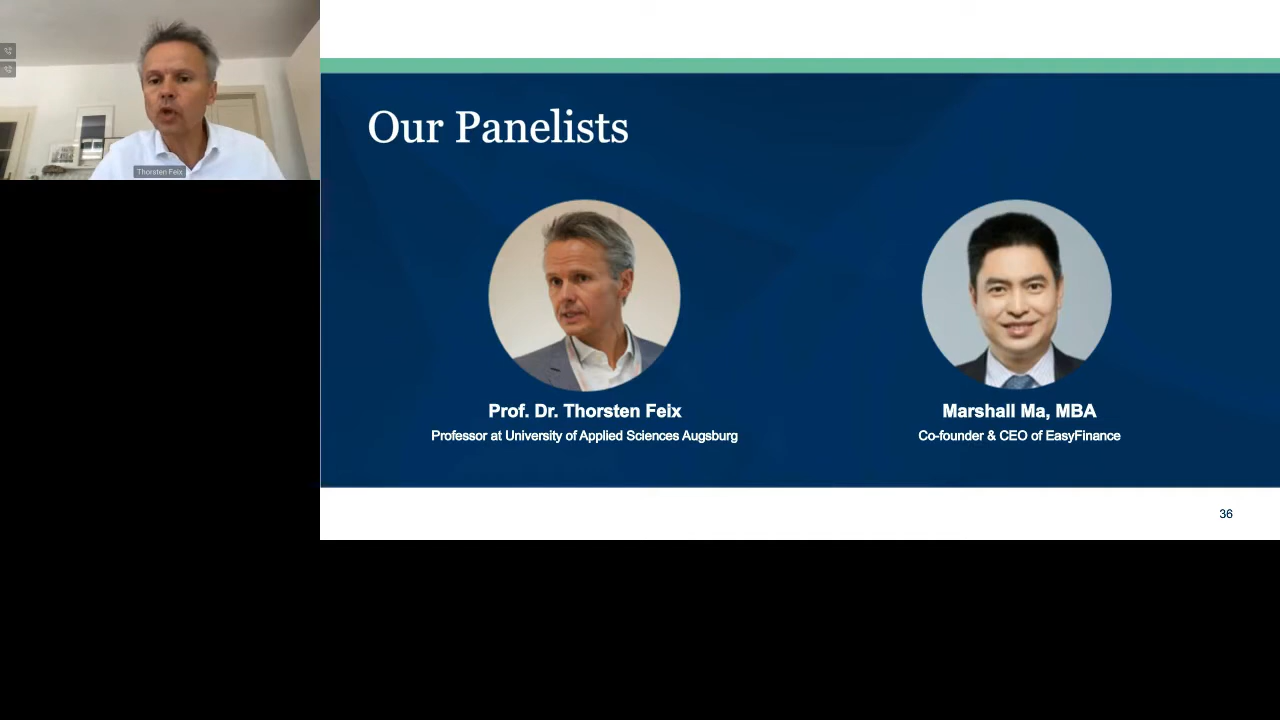 Thorsten Feix
Our Panelists
Prof. Dr. Thorsten Feix
Professor at University of Applied Sciences Augsburg
Marshall Ma, MBA
Co-founder & CEO of EasyFinance
36